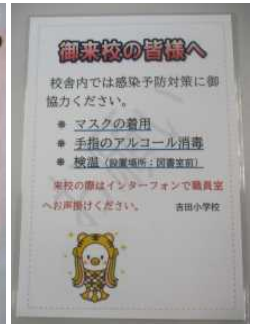 御来校の皆様へ
校舎内では感染予防対策に御
協力ください。
● マスクの着用
● 手指のアルコール消毒
● 検温（設置場所：図書室前）
来校の際はインターフォンで職員室
へお声掛けください。
吉田小学校